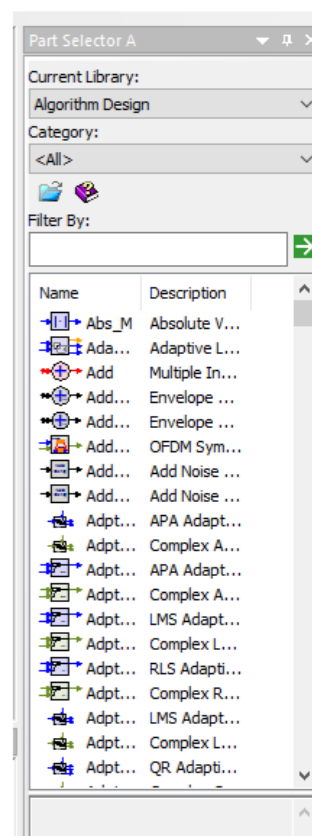 Part Selector A
Current Library:
Algorithm Design
Category:
<All>
Filter By:
Name Description
Abs_M Absolute V...
Ada... Adaptive L...
Add Multiple In...
Add... Envelope ...
Add... Envelope ...
Add... OFDM Sym...
Add... Add Noise ...
Add... Add Noise ...
Adpt... APA Adapt...
Adpt... Complex A...
Adpt... APA Adapt...
Adpt... Complex A...
Adpt... LMS Adapt...
Adpt... Complex L...
Adpt... RLS Adapti...
Adpt... Complex R...
Adpt... LMS Adapt...
Adpt... Complex L...
Adpt... QR Adapti...